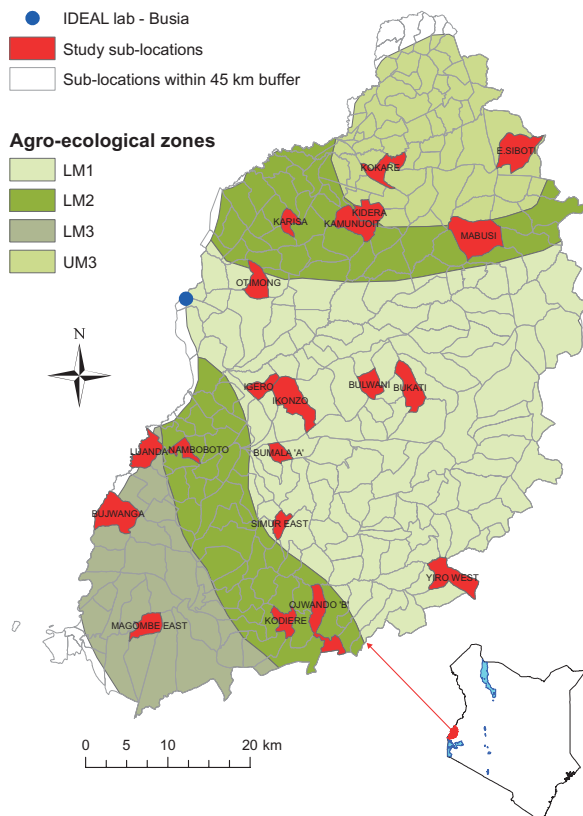 IDEAL lab - Busia
Study sub-locations
Sub-locations within 45 km buffer
Agro-ecological zones
LM1
LM2
LM3
UM3
E.SIBOTI
KOKARE
KIDERA
KARISA
KAMUNUOIT
MABUSI
OTIMONG
N
IGERO
IKONZO
BULWANI
BUKATI
LUANDA
NAMBOBOTO
BUMALA 'A'
BUJWANGA
SIMUR EAST
YIRO WEST
OJWANDO 'B'
KODIERE
MAGOMBE EAST
0 5 10 20 km